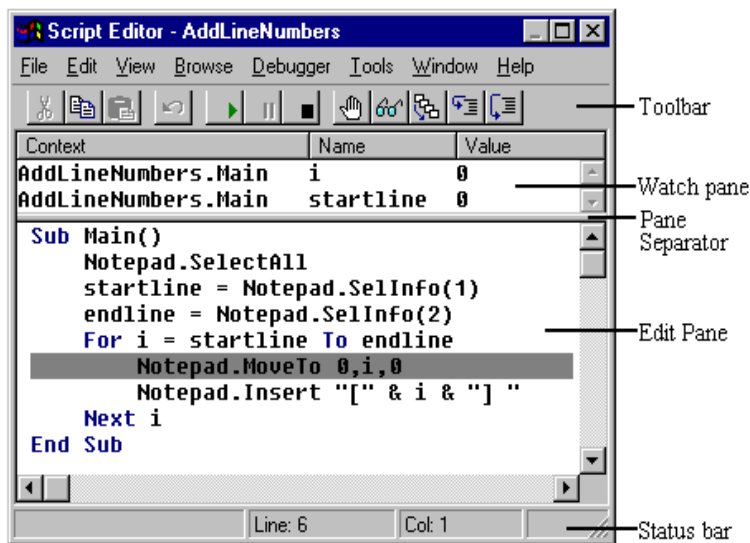 Script Editor - AddLineNumbers
File Edit View Browse Debugger Tools Window Help
Toolbar
Context Name Value
AddLineNumbers.Main i 0
AddLineNumbers.Main startline 0
Watch pane
Pane
Separator
Sub Main()
Notepad.SelectAll
startline = Notepad.SelInfo(1)
endline = Notepad.SelInfo(2)
For i = startline To endline
Edit Pane
Notepad.MoveTo 0,i,0
Notepad.Insert "[" & i & "] "
Next i
End Sub
Line: 6 Col: 1
Status bar